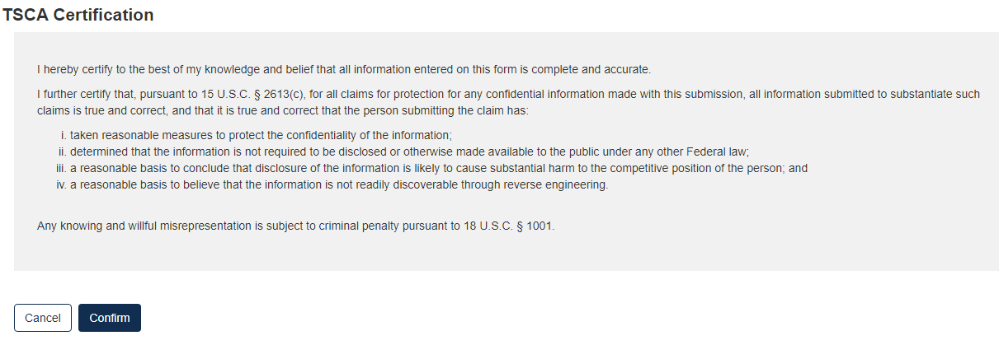 TSCA Certification
I hereby certify to the best of my knowledge and belief that all information entered on this form is complete and accurate.
I further certify that, pursuant to 15 U.S.C. § 2613(c), for all claims for protection for any confidential information made with this submission, all information submitted to substantiate such
claims is true and correct, and that it is true and correct that the person submitting the claim has:
i. taken reasonable measures to protect the confidentiality of the information;
ii. determined that the information is not required to be disclosed or otherwise made available to the public under any other Federal law;
iii. a reasonable basis to conclude that disclosure of the information is likely to cause substantial harm to the competitive position of the person; and
iv. a reasonable basis to believe that the information is not readily discoverable through reverse engineering.
Any knowing and willful misrepresentation is subject to criminal penalty pursuant to 18 U.S.C. § 1001.
Cancel Confirm